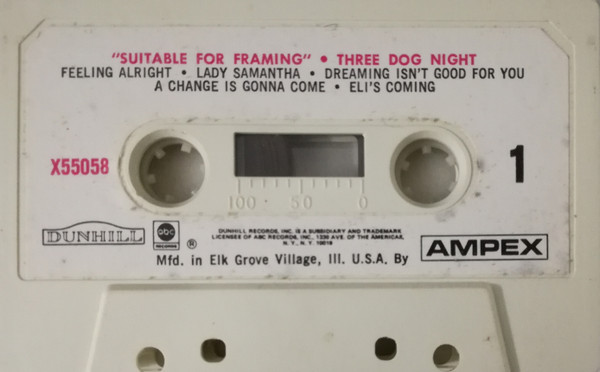 "SUITABLE FOR FRAMING" • THREE DOG NIGHT
FEELING ALRIGHT • LADY SAMANTHA • DREAMING ISN'T GOOD FOR YOU
A CHANGE IS GONNA COME • ELI'S COMING
X55058
1
100 50 0
DUNHILL
abc
RECORDS
®
DUNHILL RECORDS, INC. IS A SUBSIDIARY AND TRADEMARK
LICENSEE OF ABC RECORDS, INC., 1330 AVE. OF THE AMERICAS,
N. Y., N. Y. 10019
Mfd. in Elk Grove Village, Ill. U.S.A. By
AMPEX